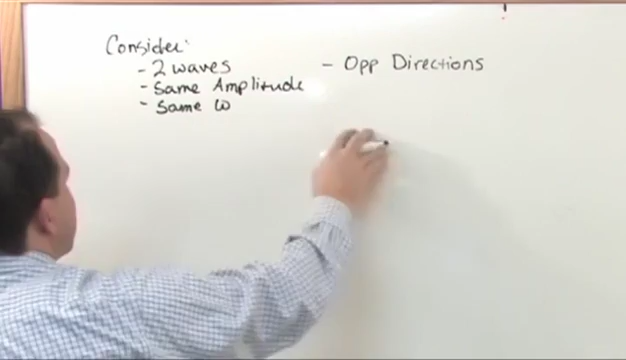 Consider:
- 2 waves
- Same Amplitude
- Same ω
- Opp Directions